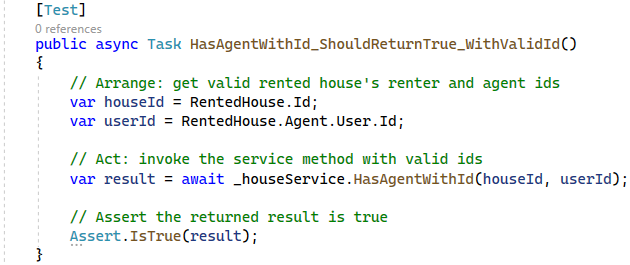 [Test]
0 references
public async Task HasAgentWithId_ShouldReturnTrue_WithValidId()
{
// Arrange: get valid rented house's renter and agent ids
var houseId = RentedHouse.Id;
var userId = RentedHouse.Agent.User.Id;
// Act: invoke the service method with valid ids
var result = await _houseService.HasAgentWithId(houseId, userId);
// Assert the returned result is true
Assert.IsTrue(result);
}